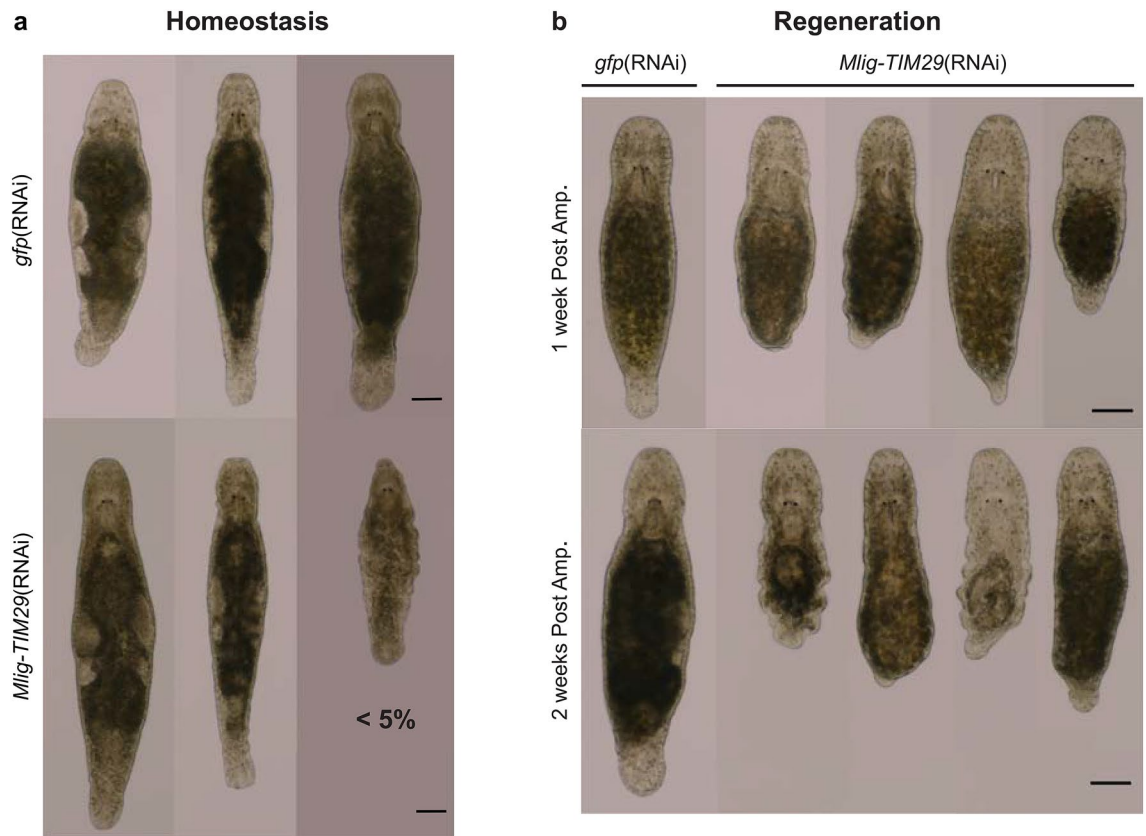 a
Homeostasis
gfp(RNAi)
Mlig-TIM29(RNAi)
< 5%
b
Regeneration
gfp(RNAi)
Mlig-TIM29(RNAi)
1 week Post Amp.
2 weeks Post Amp.